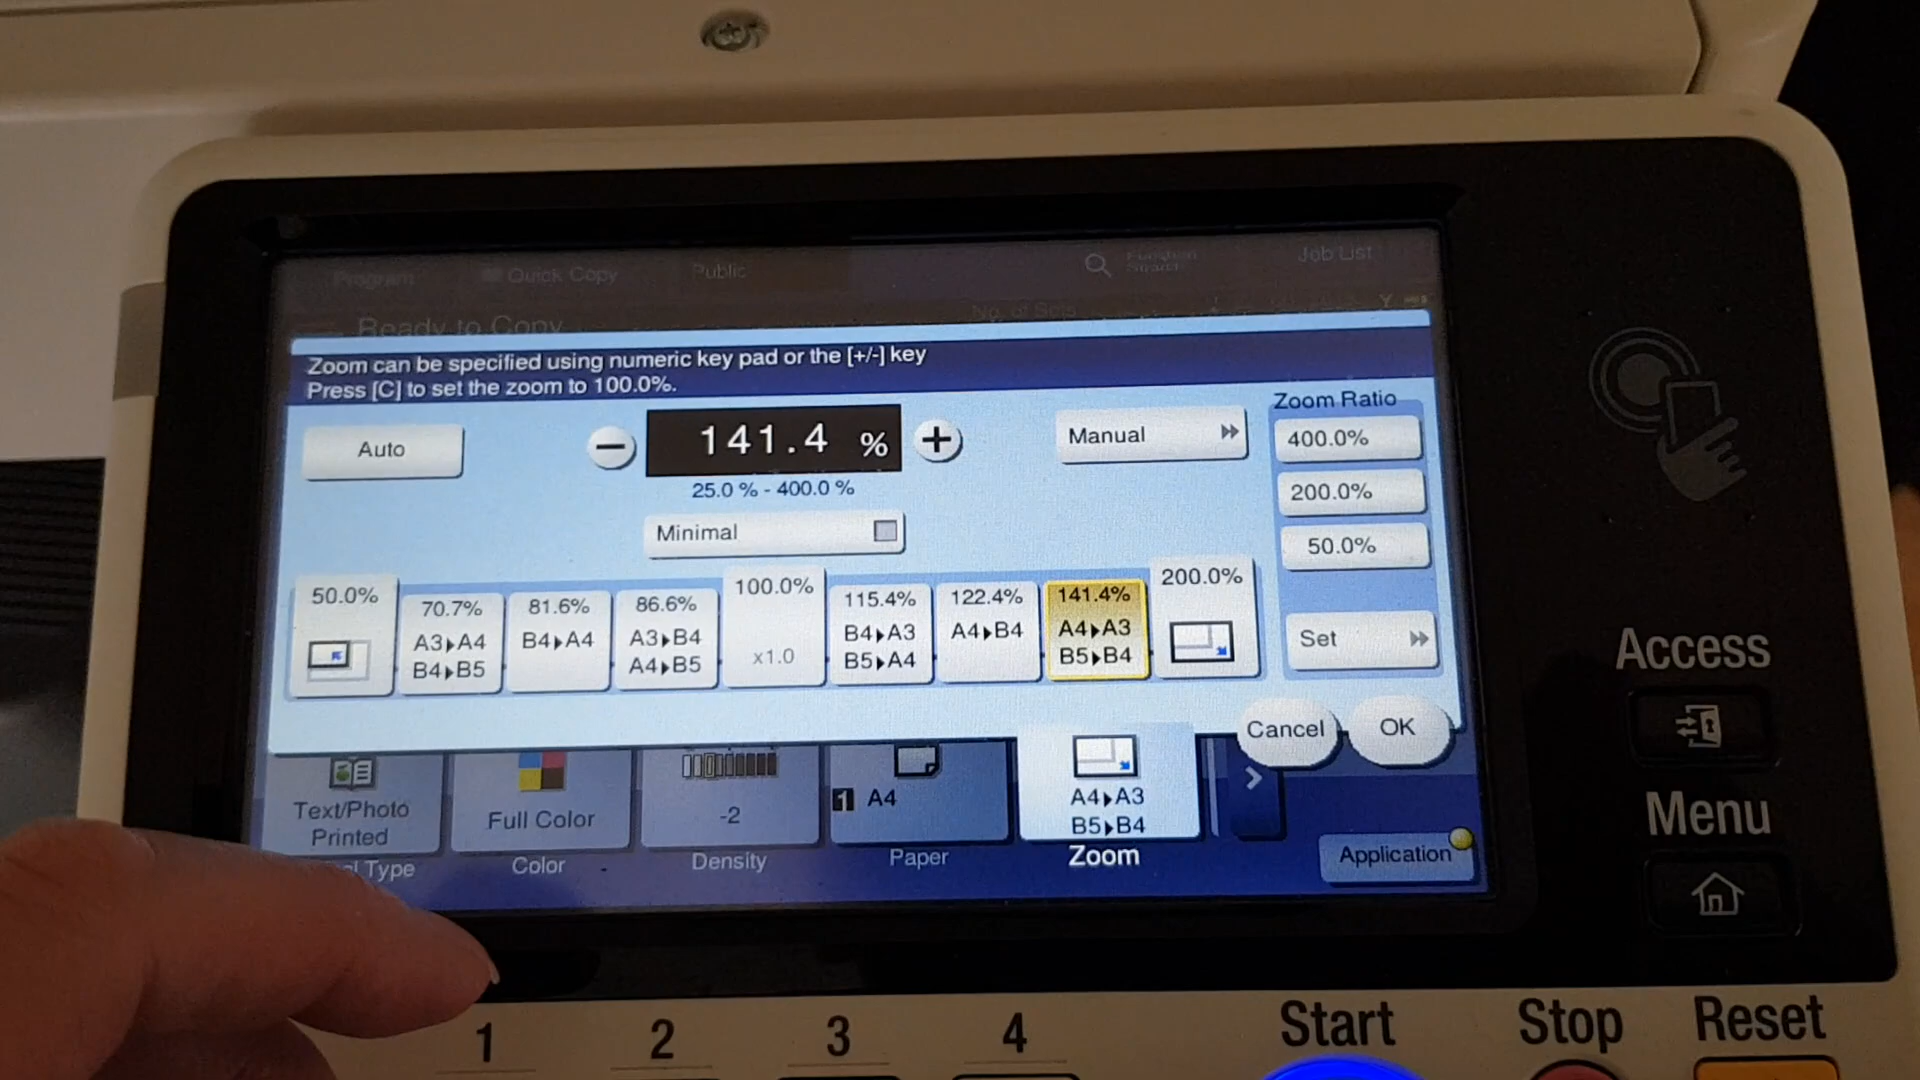 Program
Quick Copy
Public
Function
Search
Job List
Ready to Copy
No. of Sets
Zoom can be specified using numeric key pad or the [+/-] key
Press [C] to set the zoom to 100.0%.
Auto
−
141.4 %
+
Manual
Zoom Ratio
400.0%
200.0%
50.0%
25.0 % - 400.0 %
Minimal
50.0%
70.7%
A3▸A4
B4▸B5
81.6%
B4▸A4
86.6%
A3▸B4
A4▸B5
100.0%
x1.0
115.4%
B4▸A3
B5▸A4
122.4%
A4▸B4
141.4%
A4▸A3
B5▸B4
200.0%
Set
Cancel
OK
Text/Photo
Printed
Type
Full Color
Color
-2
Density
1 A4
Paper
A4▸A3
B5▸B4
Zoom
Application
Access
Menu
1
2
3
4
Start
Stop
Reset